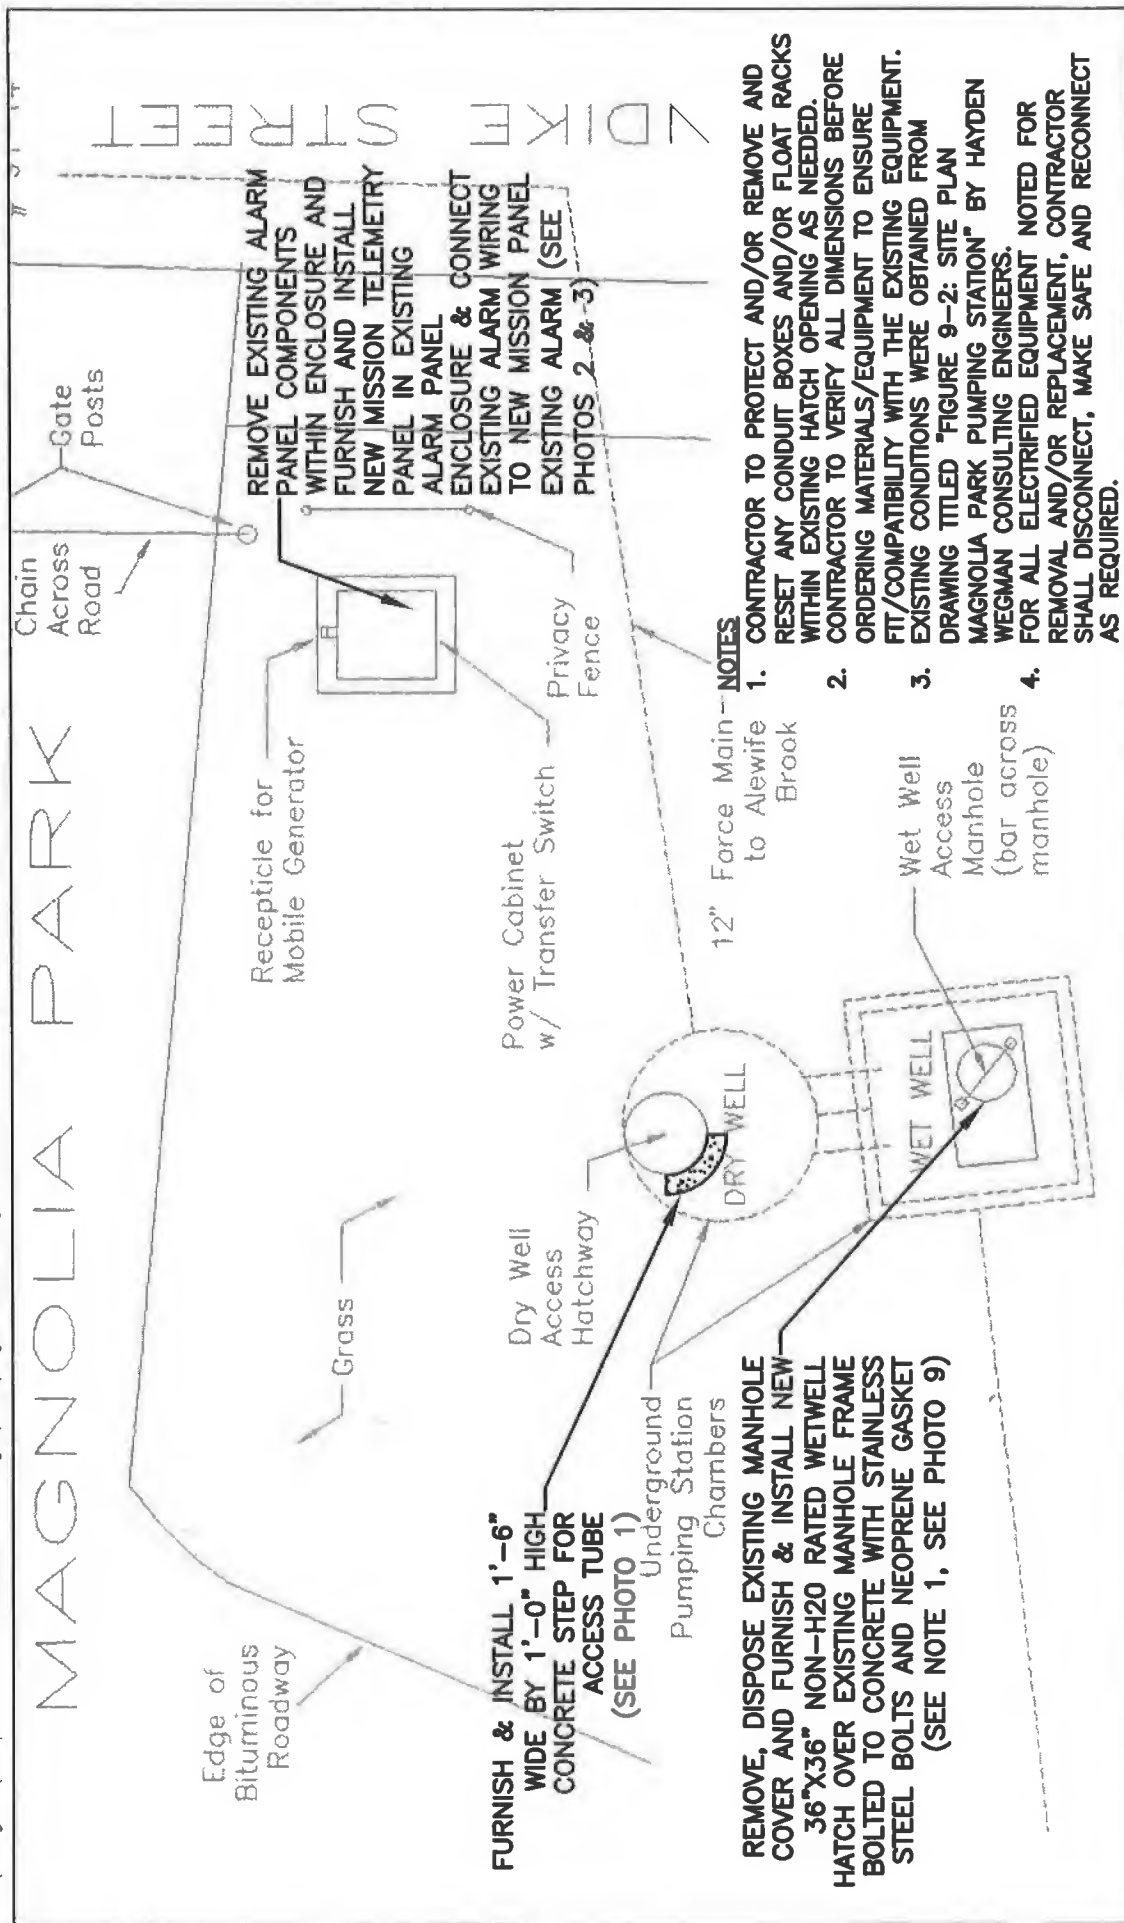 MAGNOLIA PARK
DIKE STREET
Chain
Across
Road
Gate
Posts
Edge of
Bituminous
Roadway
Grass
Recepticle for
Mobile Generator
REMOVE EXISTING ALARM
PANEL COMPONENTS
WITHIN ENCLOSURE AND
FURNISH AND INSTALL
NEW MISSION TELEMETRY
PANEL IN EXISTING
ALARM PANEL
ENCLOSURE & CONNECT
EXISTING ALARM WIRING
TO NEW MISSION PANEL
EXISTING ALARM (SEE
PHOTOS 2 & 3)
Power Cabinet
w/ Transfer Switch
Privacy
Fence
Dry Well
Access
Hatchway
FURNISH & INSTALL 1'-6"
WIDE BY 1'-0" HIGH
CONCRETE STEP FOR
ACCESS TUBE
(SEE PHOTO 1)
Underground
Pumping Station
Chambers
DRY WELL
12" Force Main
to Alewife
Brook
REMOVE, DISPOSE EXISTING MANHOLE
COVER AND FURNISH & INSTALL NEW
36"X36" NON-H20 RATED WETWELL
HATCH OVER EXISTING MANHOLE FRAME
BOLTED TO CONCRETE WITH STAINLESS
STEEL BOLTS AND NEOPRENE GASKET
(SEE NOTE 1, SEE PHOTO 9)
WET WELL
Wet Well
Access
Manhole
(bar across
manhole)
NOTES
1. CONTRACTOR TO PROTECT AND/OR REMOVE AND
RESET ANY CONDUIT BOXES AND/OR FLOAT RACKS
WITHIN EXISTING HATCH OPENING AS NEEDED.
2. CONTRACTOR TO VERIFY ALL DIMENSIONS BEFORE
ORDERING MATERIALS/EQUIPMENT TO ENSURE
FIT/COMPATIBILITY WITH THE EXISTING EQUIPMENT.
3. EXISTING CONDITIONS WERE OBTAINED FROM
DRAWING TITLED "FIGURE 9-2: SITE PLAN
MAGNOLIA PARK PUMPING STATION" BY HAYDEN
WEGMAN CONSULTING ENGINEERS.
4. FOR ALL ELECTRIFIED EQUIPMENT NOTED FOR
REMOVAL AND/OR REPLACEMENT, CONTRACTOR
SHALL DISCONNECT, MAKE SAFE AND RECONNECT
AS REQUIRED.